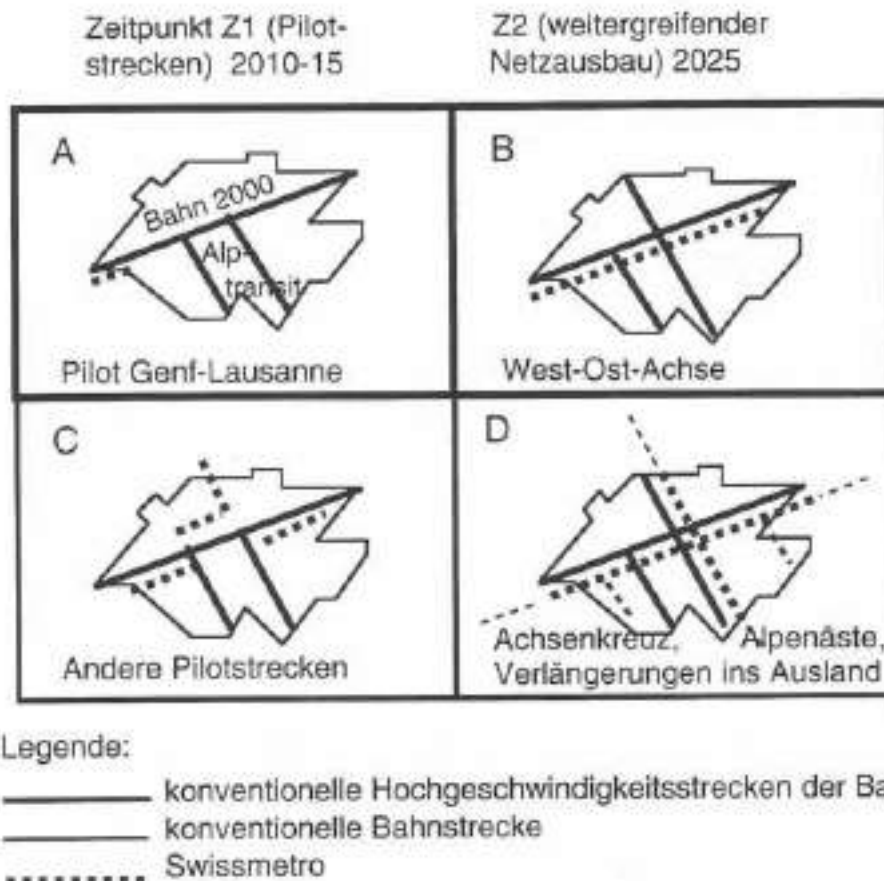 Zeitpunkt Z1 (Pilot-
strecken) 2010-15
Z2 (weitergreifender
Netzausbau) 2025
A
Bahn 2000
Alp-
transit
Pilot Genf-Lausanne
B
West-Ost-Achse
C
Andere Pilotstrecken
D
Achsenkreuz, Alpenäste,
Verlängerungen ins Ausland
Legende:
konventionelle Hochgeschwindigkeitsstrecken der Ba
konventionelle Bahnstrecke
Swissmetro